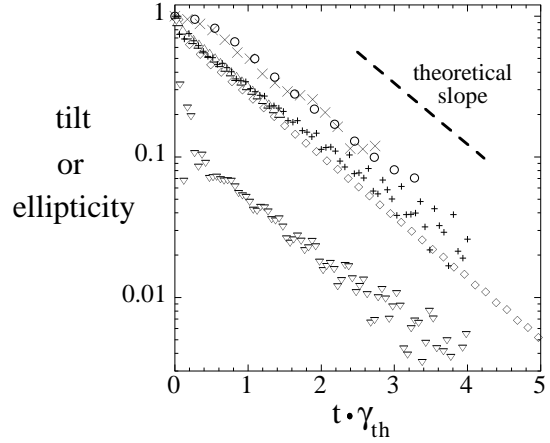 1
theoretical
slope
tilt
or
ellipticity
0.1
0.01
0 1 2 3 4 5
t · γth